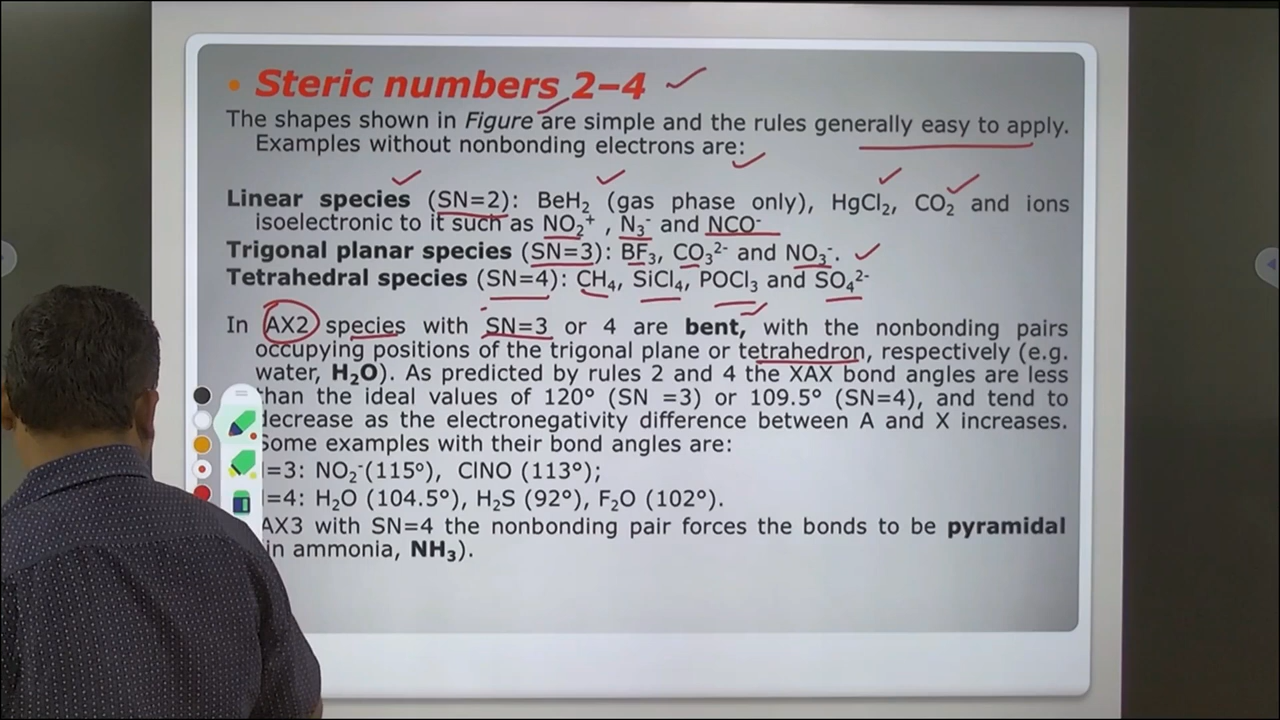 • Steric numbers 2–4
The shapes shown in Figure are simple and the rules generally easy to apply.
Examples without nonbonding electrons are:
Linear species (SN=2): BeH₂ (gas phase only), HgCl₂, CO₂ and ions
isoelectronic to it such as NO₂⁺ , N₃⁻ and NCO⁻
Trigonal planar species (SN=3): BF₃, CO₃²⁻ and NO₃⁻.
Tetrahedral species (SN=4): CH₄, SiCl₄, POCl₃ and SO₄²⁻
In AX2 species with SN=3 or 4 are bent, with the nonbonding pairs
occupying positions of the trigonal plane or tetrahedron, respectively (e.g.
water, H₂O). As predicted by rules 2 and 4 the XAX bond angles are less
than the ideal values of 120° (SN =3) or 109.5° (SN=4), and tend to
decrease as the electronegativity difference between A and X increases.
Some examples with their bond angles are:
=3: NO₂⁻(115°), ClNO (113°);
=4: H₂O (104.5°), H₂S (92°), F₂O (102°).
AX3 with SN=4 the nonbonding pair forces the bonds to be pyramidal
in ammonia, NH₃).